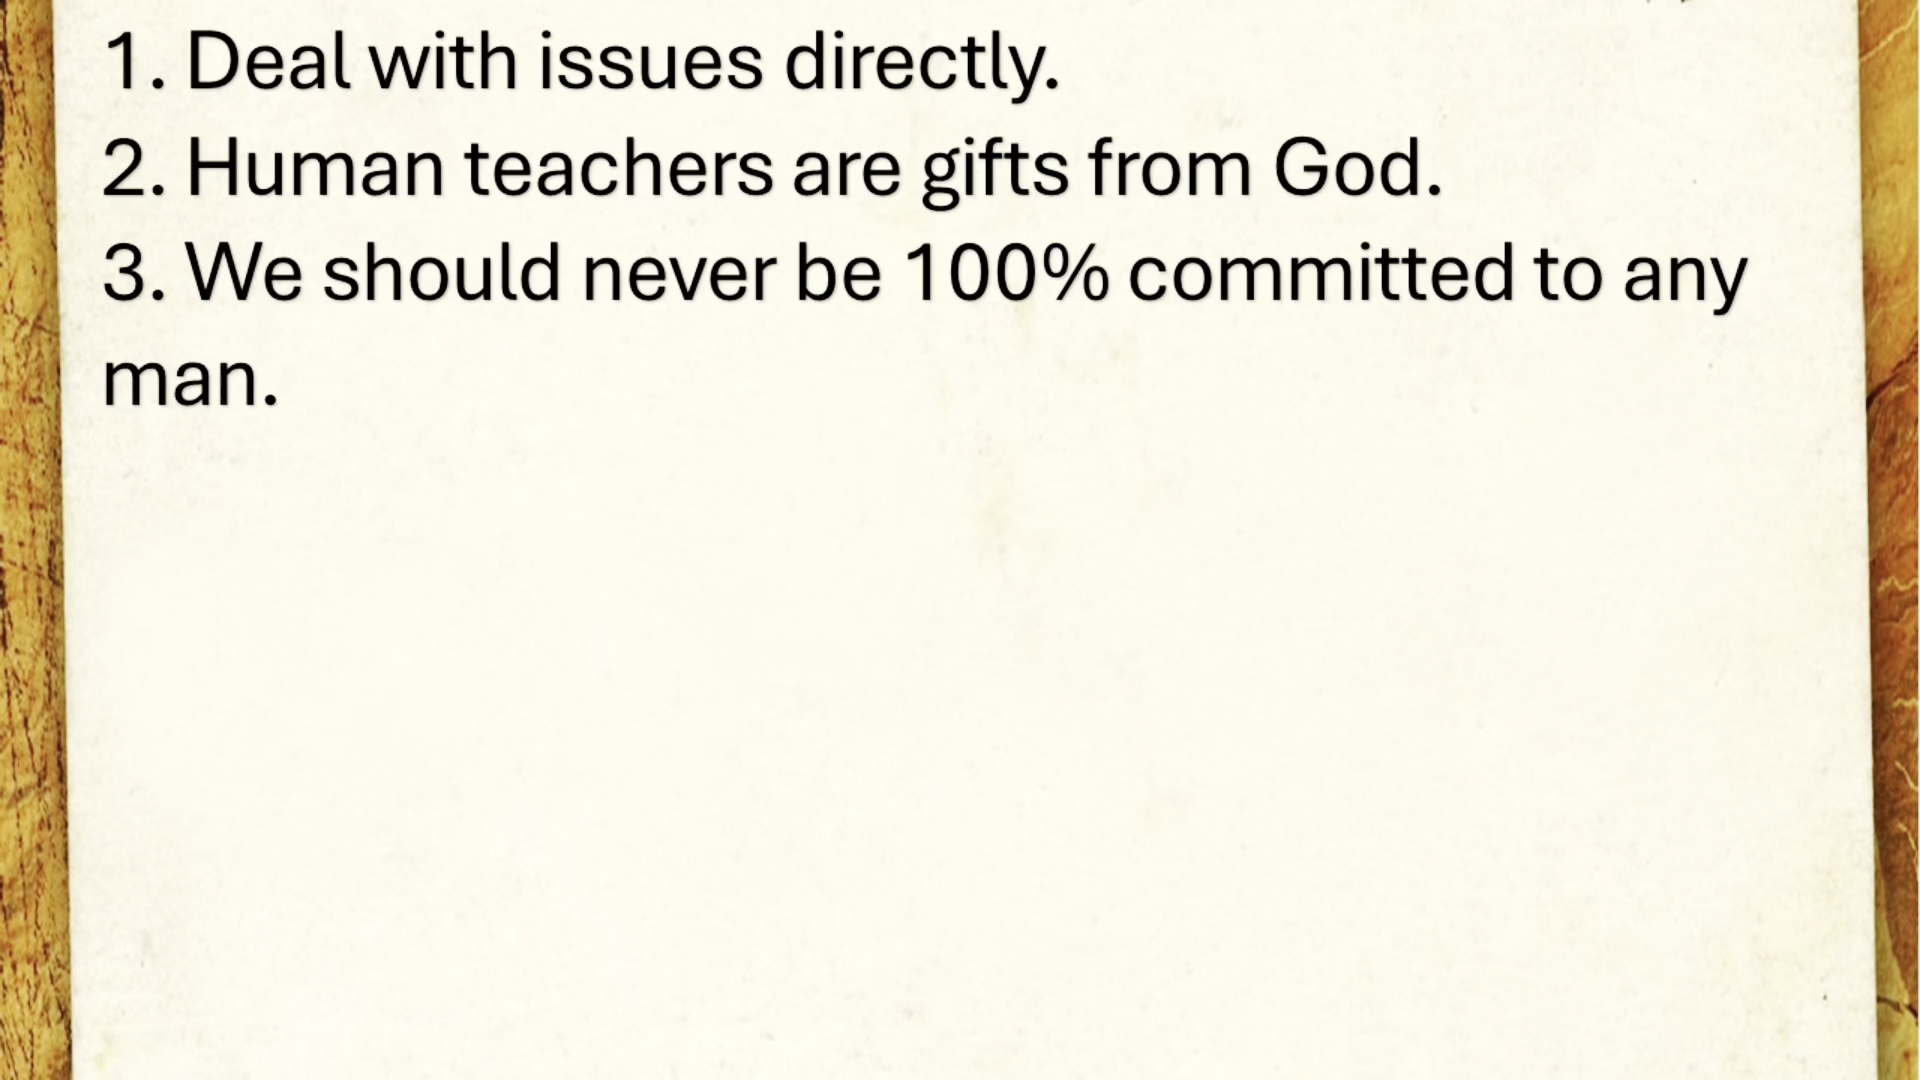 1. Deal with issues directly.
2. Human teachers are gifts from God.
3. We should never be 100% committed to any
man.